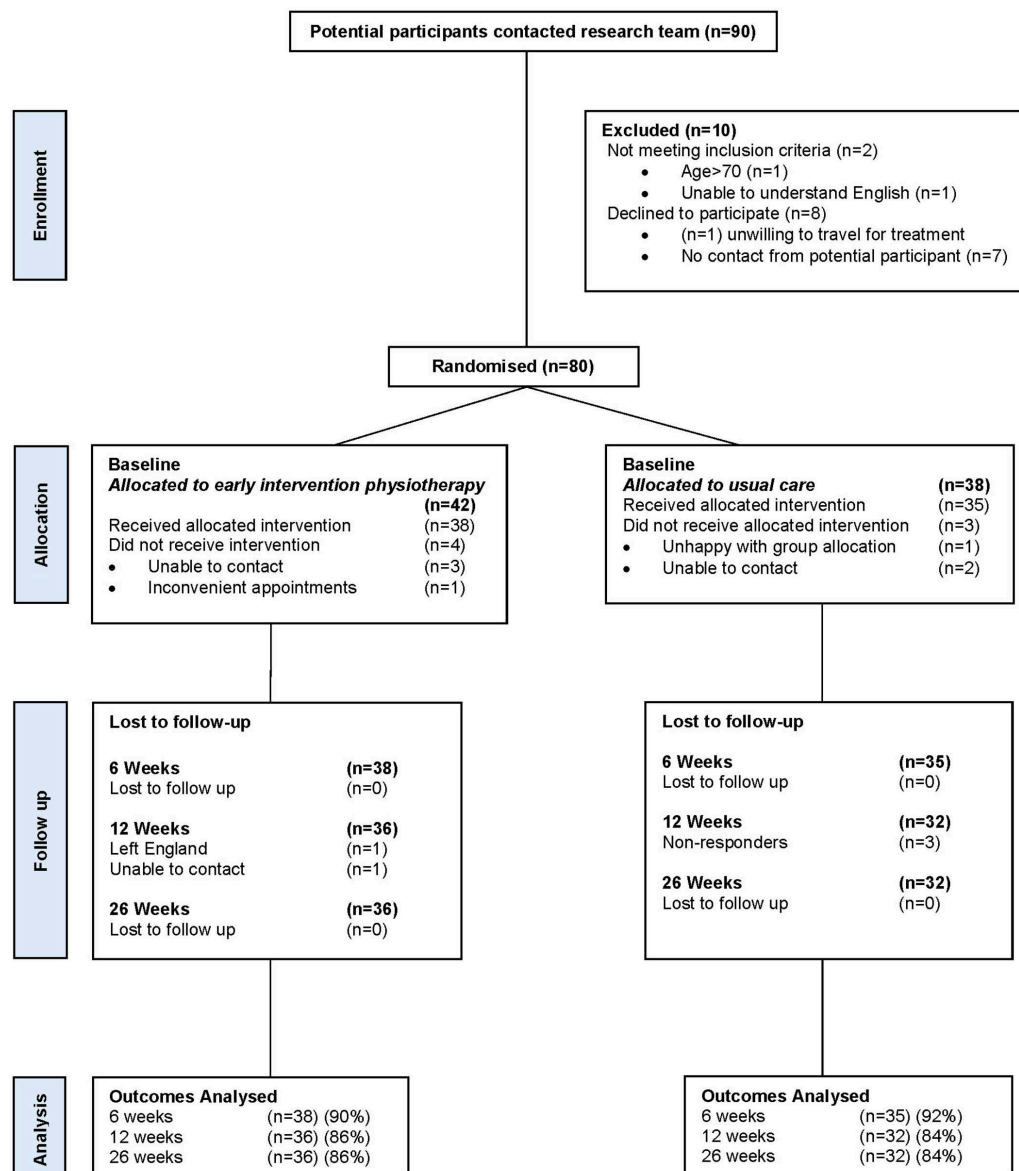 Potential participants contacted research team (n=90)
Enrollment
Excluded (n=10)
Not meeting inclusion criteria (n=2)
• Age>70 (n=1)
• Unable to understand English (n=1)
Declined to participate (n=8)
• (n=1) unwilling to travel for treatment
• No contact from potential participant (n=7)
Randomised (n=80)
Allocation
Baseline
Allocated to early intervention physiotherapy
(n=42)
Received allocated intervention (n=38)
Did not receive intervention (n=4)
• Unable to contact (n=3)
• Inconvenient appointments (n=1)
Baseline
Allocated to usual care (n=38)
Received allocated intervention (n=35)
Did not receive allocated intervention (n=3)
• Unhappy with group allocation (n=1)
• Unable to contact (n=2)
Follow up
Lost to follow-up
6 Weeks (n=38)
Lost to follow up (n=0)
12 Weeks (n=36)
Left England (n=1)
Unable to contact (n=1)
26 Weeks (n=36)
Lost to follow up (n=0)
Lost to follow-up
6 Weeks (n=35)
Lost to follow up (n=0)
12 Weeks (n=32)
Non-responders (n=3)
26 Weeks (n=32)
Lost to follow up (n=0)
Analysis
Outcomes Analysed
6 weeks (n=38) (90%)
12 weeks (n=36) (86%)
26 weeks (n=36) (86%)
Outcomes Analysed
6 weeks (n=35) (92%)
12 weeks (n=32) (84%)
26 weeks (n=32) (84%)